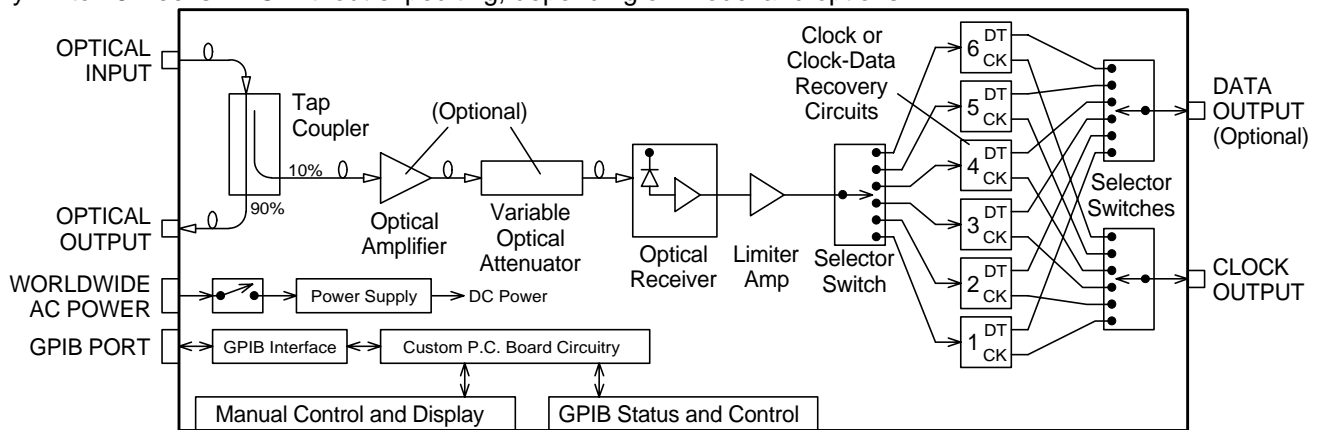 OPTICAL
INPUT
Tap
Coupler
10%
90%
OPTICAL
OUTPUT
(Optional)
Optical
Amplifier
Variable
Optical
Attenuator
Optical
Receiver
Limiter
Amp
Selector
Switch
Clock or
Clock-Data
Recovery
Circuits
6 DT
CK
5 DT
CK
4 DT
CK
3 DT
CK
2 DT
CK
1 DT
CK
Selector
Switches
DATA
OUTPUT
(Optional)
CLOCK
OUTPUT
WORLDWIDE
AC POWER
Power Supply
DC Power
GPIB PORT
GPIB Interface
Custom P.C. Board Circuitry
Manual Control and Display
GPIB Status and Control